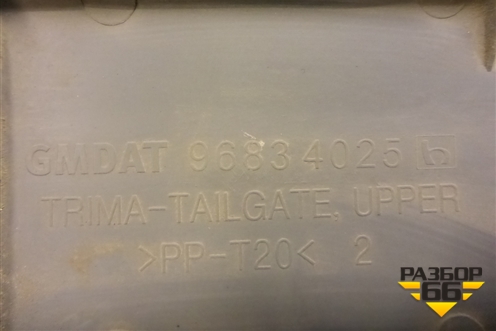 GMDAT 96834025
TRIMA-TAILGATE, UPPER
>PP-T20< 2
РАЗБОР
66